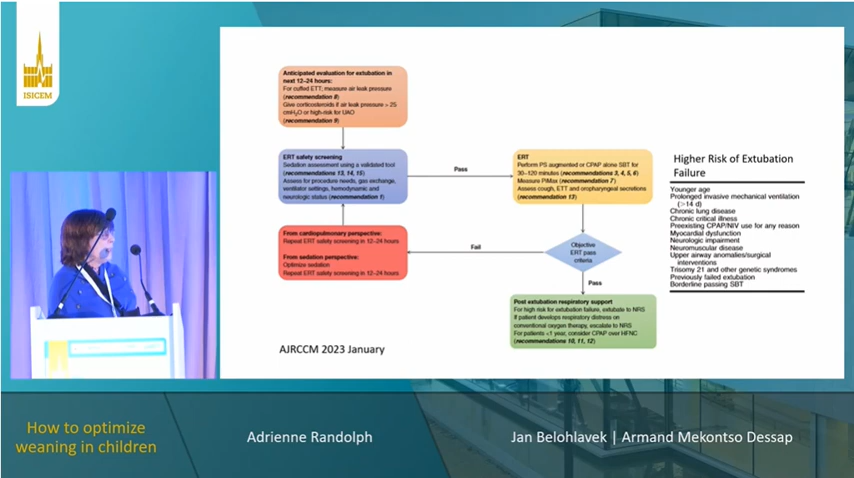 ISICEM
Anticipated evaluation for extubation in
next 12–24 hours:
For cuffed ETT, measure air leak pressure
(recommendation 8)
Give corticosteroids if air leak pressure > 25
cmH2O or high-risk for UAO
(recommendation 9)
ERT safety screening
Sedation assessment using a validated tool
(recommendations 13, 14, 15)
Assess for procedure needs, gas exchange,
ventilator settings, hemodynamic and
neurologic status (recommendation 1)
Pass
ERT
Perform PS augmented or CPAP alone SBT for
30–120 minutes (recommendations 3, 4, 5, 6)
Measure PiMax (recommendation 7)
Assess cough, ETT and oropharyngeal secretions
(recommendation 13)
From cardiopulmonary perspective:
Repeat ERT safety screening in 12–24 hours
From sedation perspective:
Optimize sedation
Repeat ERT safety screening in 12–24 hours
Fail
Objective
ERT pass
criteria
Pass
Post extubation respiratory support
For high risk for extubation failure, extubate to NRS
If patient develops respiratory distress on
conventional oxygen therapy, escalate to NRS
For patients <1 year, consider CPAP over HFNC
(recommendations 10, 11, 12)
Higher Risk of Extubation
Failure
Younger age
Prolonged invasive mechanical ventilation
(>14 d)
Chronic lung disease
Chronic critical illness
Preexisting CPAP/NIV use for any reason
Myocardial dysfunction
Neurologic impairment
Neuromuscular disease
Upper airway anomalies/surgical
interventions
Trisomy 21 and other genetic syndromes
Previously failed extubation
Borderline passing SBT
AJRCCM 2023 January
How to optimize
weaning in children
Adrienne Randolph
Jan Belohlavek | Armand Mekontso Dessap